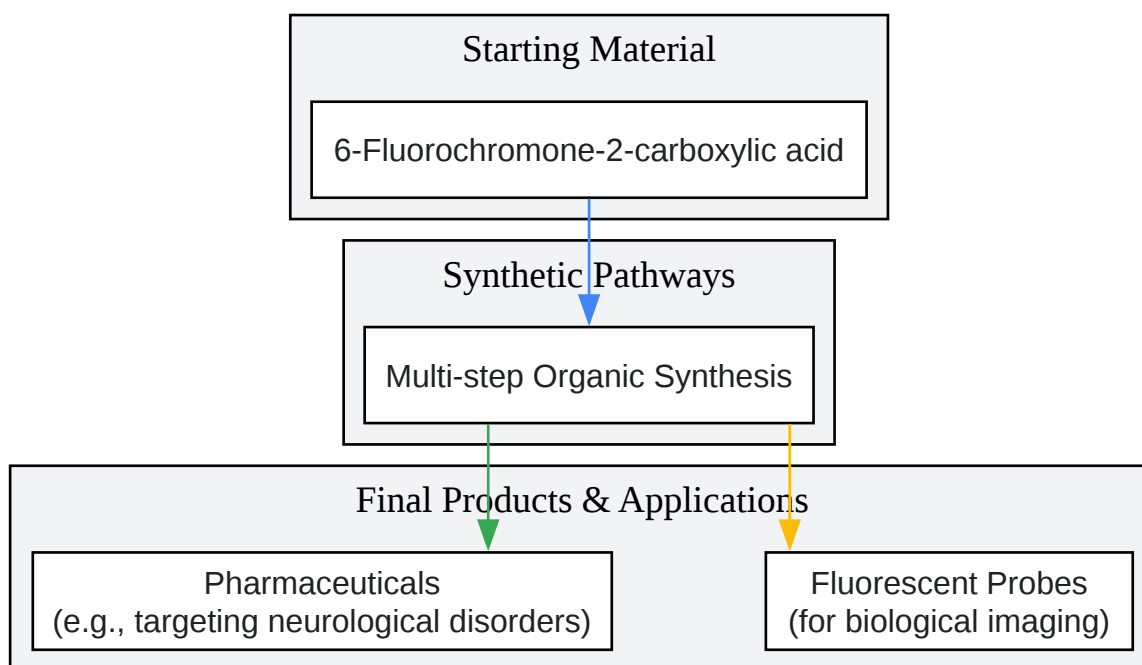 Starting Material
6-Fluorochromone-2-carboxylic acid
Synthetic Pathways
Multi-step Organic Synthesis
Final Products & Applications
Pharmaceuticals
(e.g., targeting neurological disorders)
Fluorescent Probes
(for biological imaging)